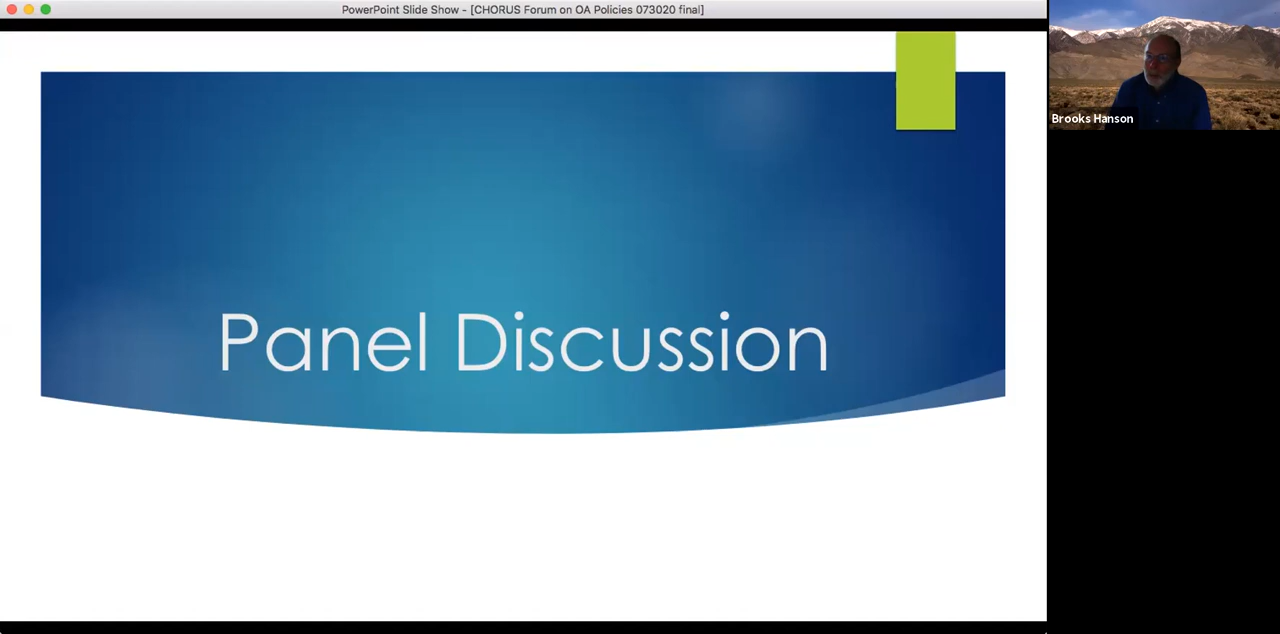 PowerPoint Slide Show - [CHORUS Forum on OA Policies 073020 final]
Brooks Hanson
Panel Discussion